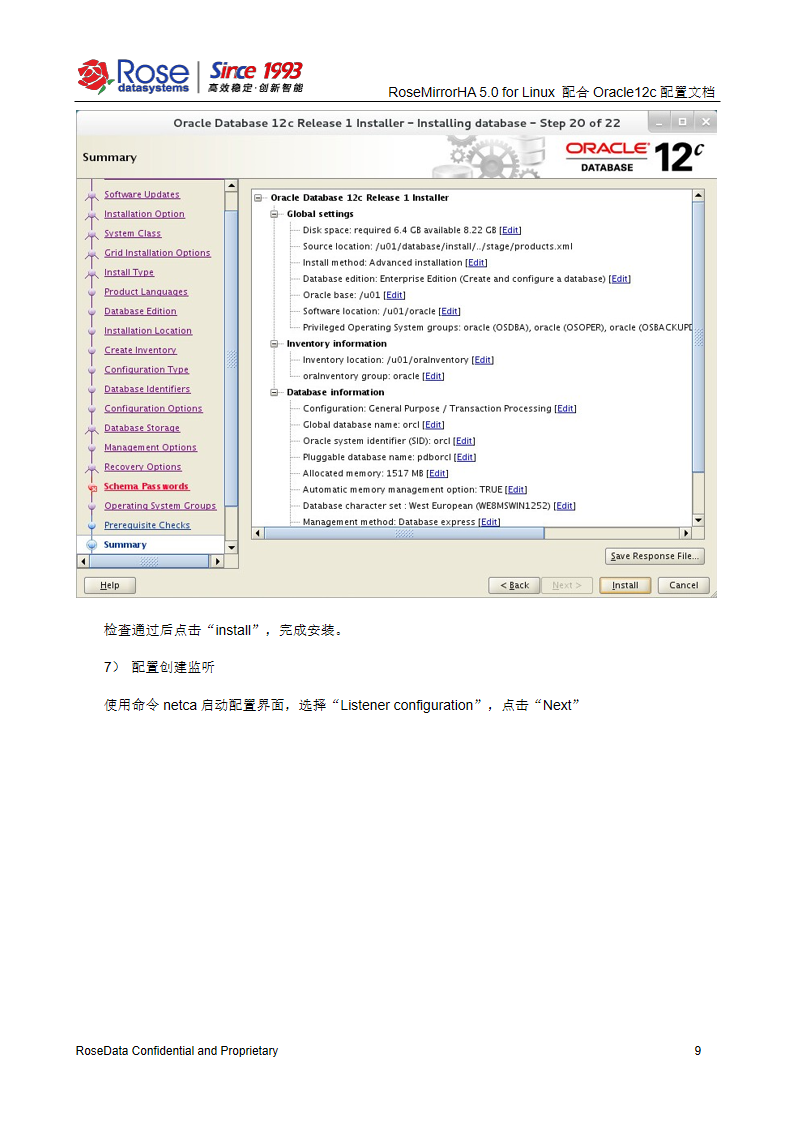 Rose
datasystems
Since 1993
高效稳定·创新智能
RoseMirrorHA 5.0 for Linux 配合 Oracle12c 配置文档
Oracle Database 12c Release 1 Installer – Installing database – Step 20 of 22
Summary
ORACLE
DATABASE
12c
Software Updates
Installation Option
System Class
Grid Installation Options
Install Type
Product Languages
Database Edition
Installation Location
Create Inventory
Configuration Type
Database Identifiers
Configuration Options
Database Storage
Management Options
Recovery Options
Schema Passwords
Operating System Groups
Prerequisite Checks
Summary
Oracle Database 12c Release 1 Installer
Global settings
Disk space: required 6.4 GB available 8.22 GB [Edit]
Source location: /u01/database/install/../stage/products.xml
Install method: Advanced installation [Edit]
Database edition: Enterprise Edition (Create and configure a database) [Edit]
Oracle base: /u01 [Edit]
Software location: /u01/oracle [Edit]
Privileged Operating System groups: oracle (OSDBA), oracle (OSOPER), oracle (OSBACKUPD
Inventory information
Inventory location: /u01/oraInventory [Edit]
oraInventory group: oracle [Edit]
Database information
Configuration: General Purpose / Transaction Processing [Edit]
Global database name: orcl [Edit]
Oracle system identifier (SID): orcl [Edit]
Pluggable database name: pdborcl [Edit]
Allocated memory: 1517 MB [Edit]
Automatic memory management option: TRUE [Edit]
Database character set : West European (WE8MSWIN1252) [Edit]
Management method: Database express [Edit]
Save Response File...
Help
< Back
Next >
Install
Cancel
检查通过后点击“install”，完成安装。
7） 配置创建监听
使用命令 netca 启动配置界面，选择“Listener configuration”，点击“Next”
RoseData Confidential and Proprietary
9